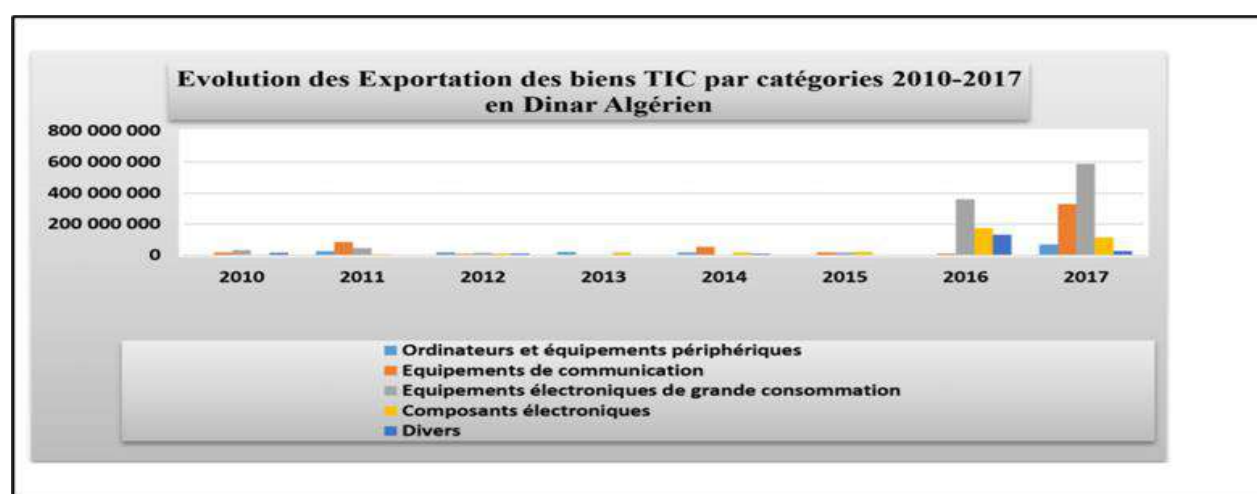 Evolution des Exportation des biens TIC par catégories 2010-2017
en Dinar Algérien
800 000 000
600 000 000
400 000 000
200 000 000
0
2010 2011 2012 2013 2014 2015 2016 2017
Ordinateurs et équipements périphériques
Equipements de communication
Equipements électroniques de grande consommation
Composants électroniques
Divers